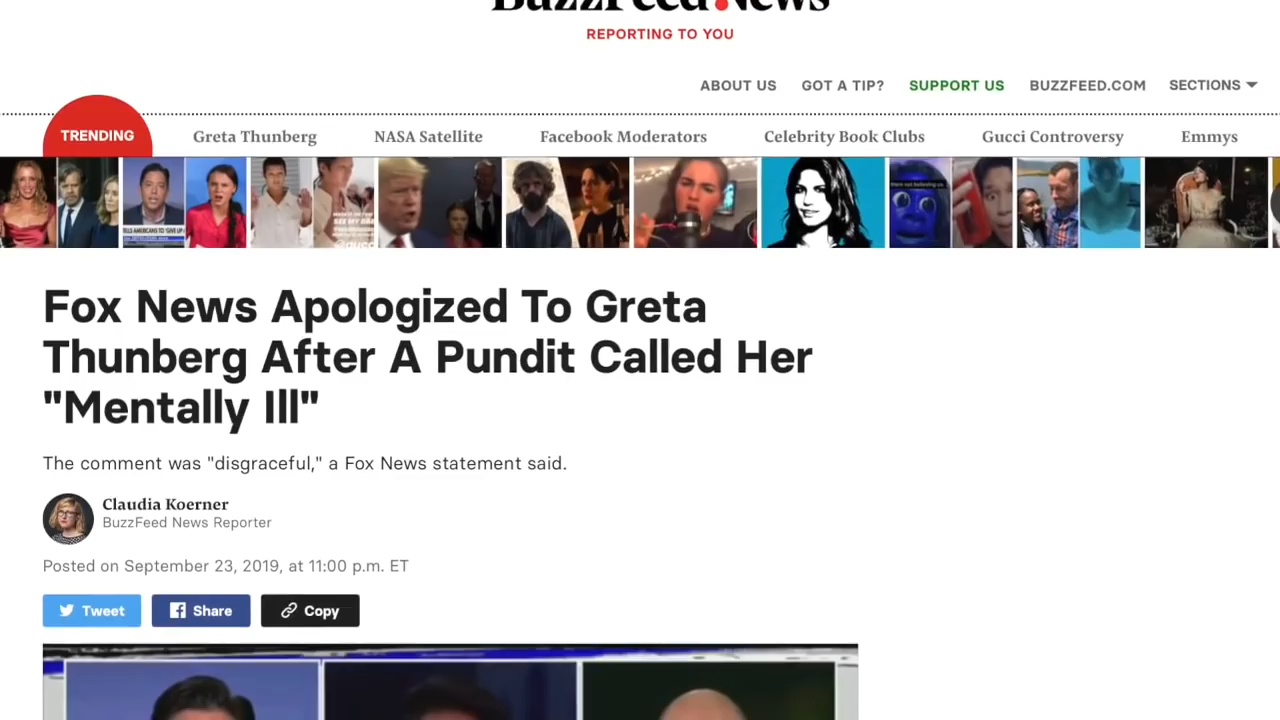 BuzzFeed News
REPORTING TO YOU
ABOUT US GOT A TIP? SUPPORT US BUZZFEED.COM SECTIONS
TRENDING Greta Thunberg NASA Satellite Facebook Moderators Celebrity Book Clubs Gucci Controversy Emmys
Fox News Apologized To Greta
Thunberg After A Pundit Called Her
"Mentally Ill"
The comment was "disgraceful," a Fox News statement said.
Claudia Koerner
BuzzFeed News Reporter
Posted on September 23, 2019, at 11:00 p.m. ET
Tweet Share Copy